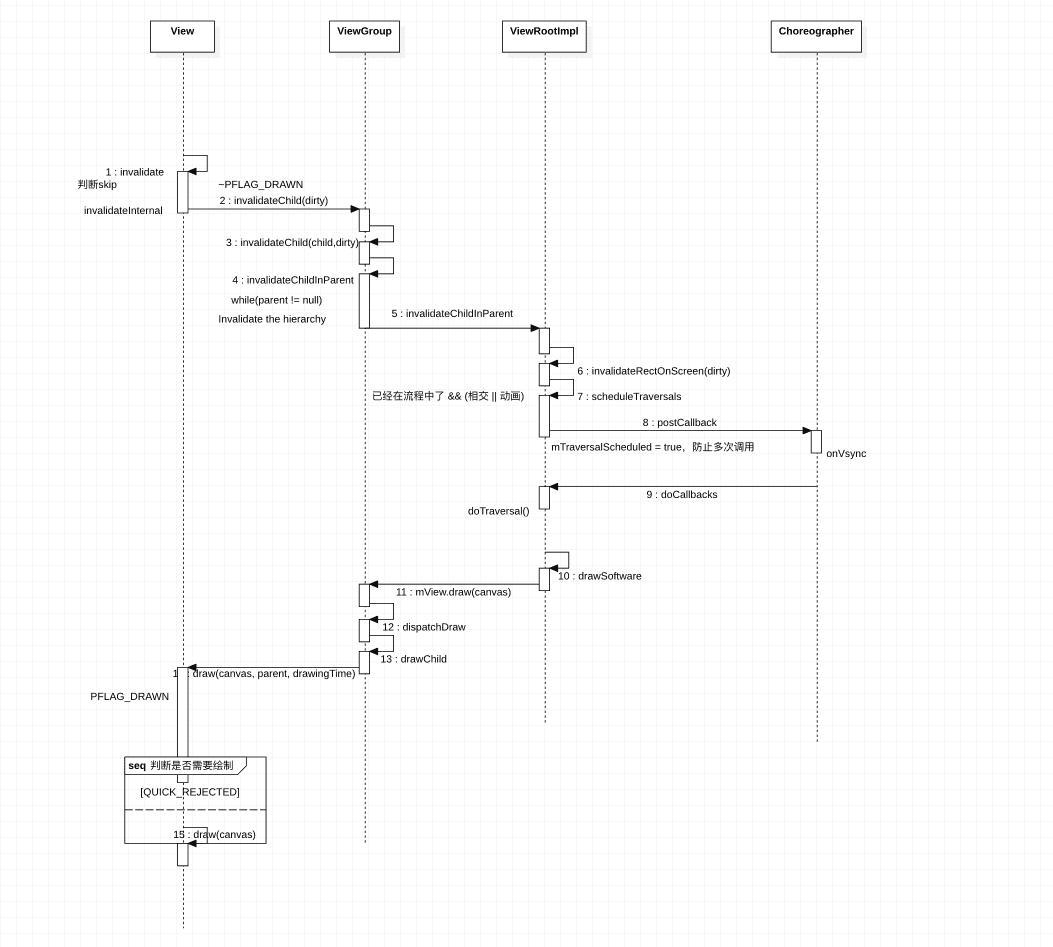 View
ViewGroup
ViewRootImpl
Choreographer
1 : invalidate
判断skip
~PFLAG_DRAWN
2 : invalidateChild(dirty)
invalidateInternal
3 : invalidateChild(child,dirty)
4 : invalidateChildInParent
while(parent != null)
Invalidate the hierarchy
5 : invalidateChildInParent
6 : invalidateRectOnScreen(dirty)
已经在流程中了 && (相交 || 动画)
7 : scheduleTraversals
8 : postCallback
mTraversalScheduled = true，防止多次调用
onVsync
9 : doCallbacks
doTraversal()
10 : drawSoftware
11 : mView.draw(canvas)
12 : dispatchDraw
13 : drawChild
: draw(canvas, parent, drawingTime)
PFLAG_DRAWN
seq 判断是否需要绘制
[QUICK_REJECTED]
15 : draw(canvas)